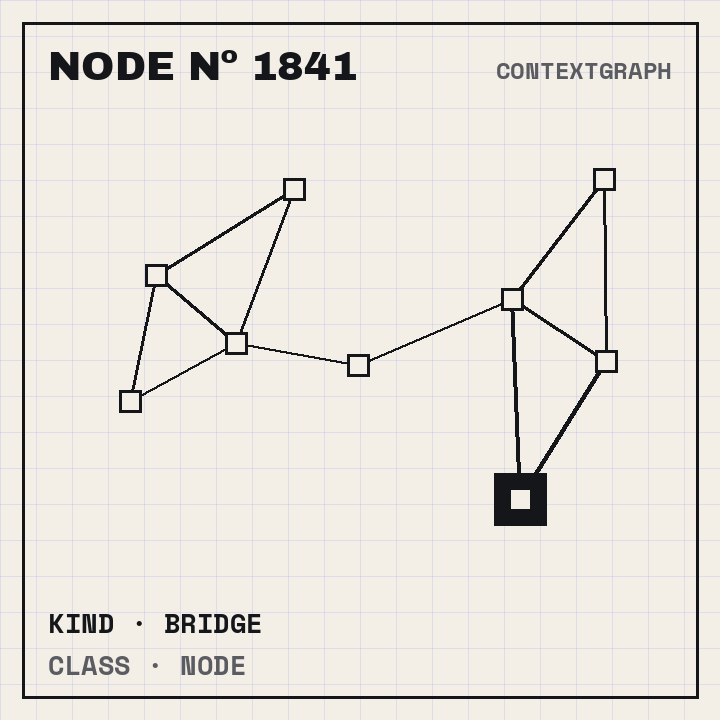 NODE Nº 1841
CONTEXTGRAPH
KIND · BRIDGE
CLASS · NODE